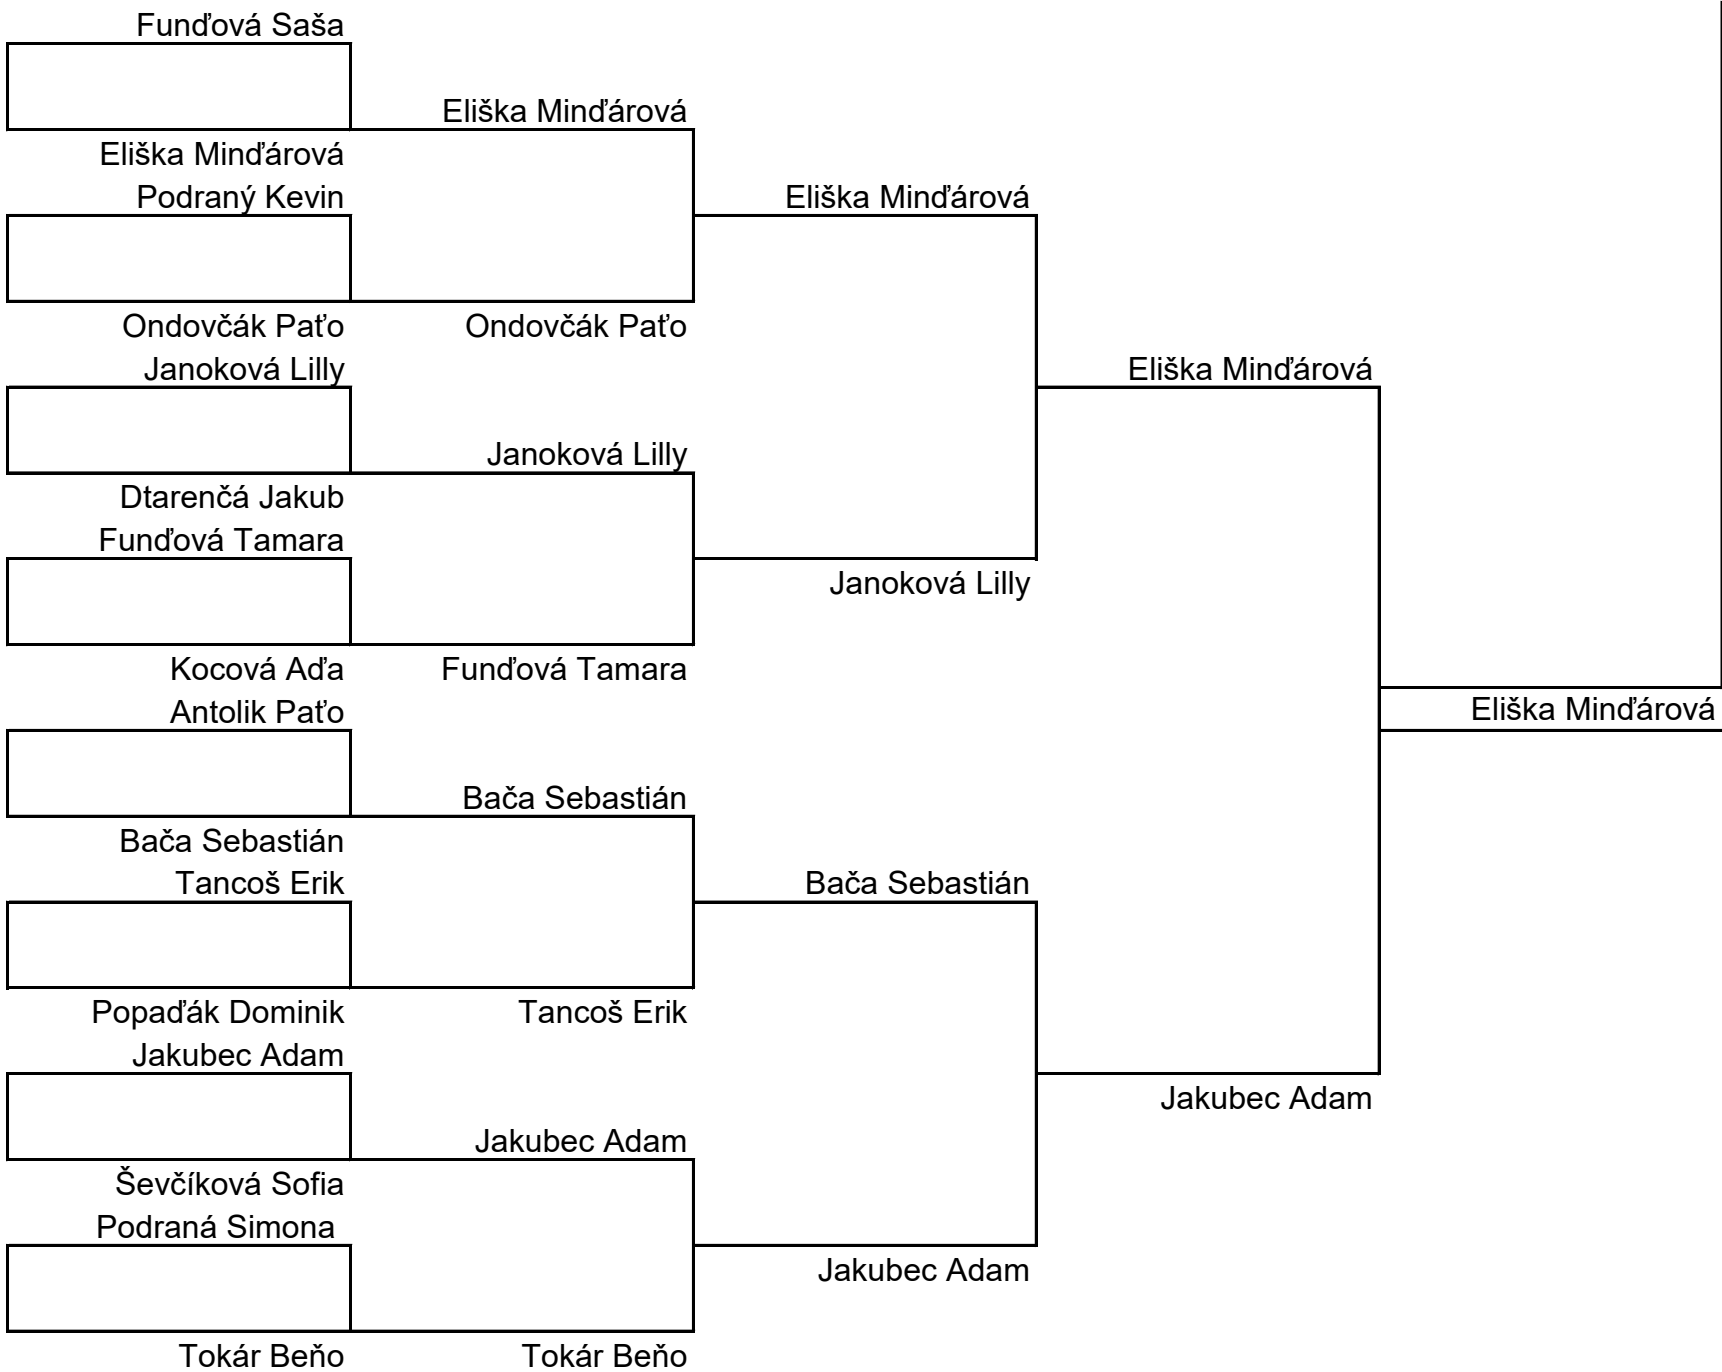 Funďová Saša
Eliška Minďárová
Eliška Minďárová
Podraný Kevin
Eliška Minďárová
Ondovčák Paťo
Ondovčák Paťo
Janoková Lilly
Eliška Minďárová
Janoková Lilly
Dtarenčá Jakub
Funďová Tamara
Janoková Lilly
Kocová Aďa
Funďová Tamara
Antolik Paťo
Eliška Minďárová
Bača Sebastián
Bača Sebastián
Tancoš Erik
Bača Sebastián
Popaďák Dominik
Tancoš Erik
Jakubec Adam
Jakubec Adam
Jakubec Adam
Ševčíková Sofia
Podraná Simona
Jakubec Adam
Tokár Beňo
Tokár Beňo